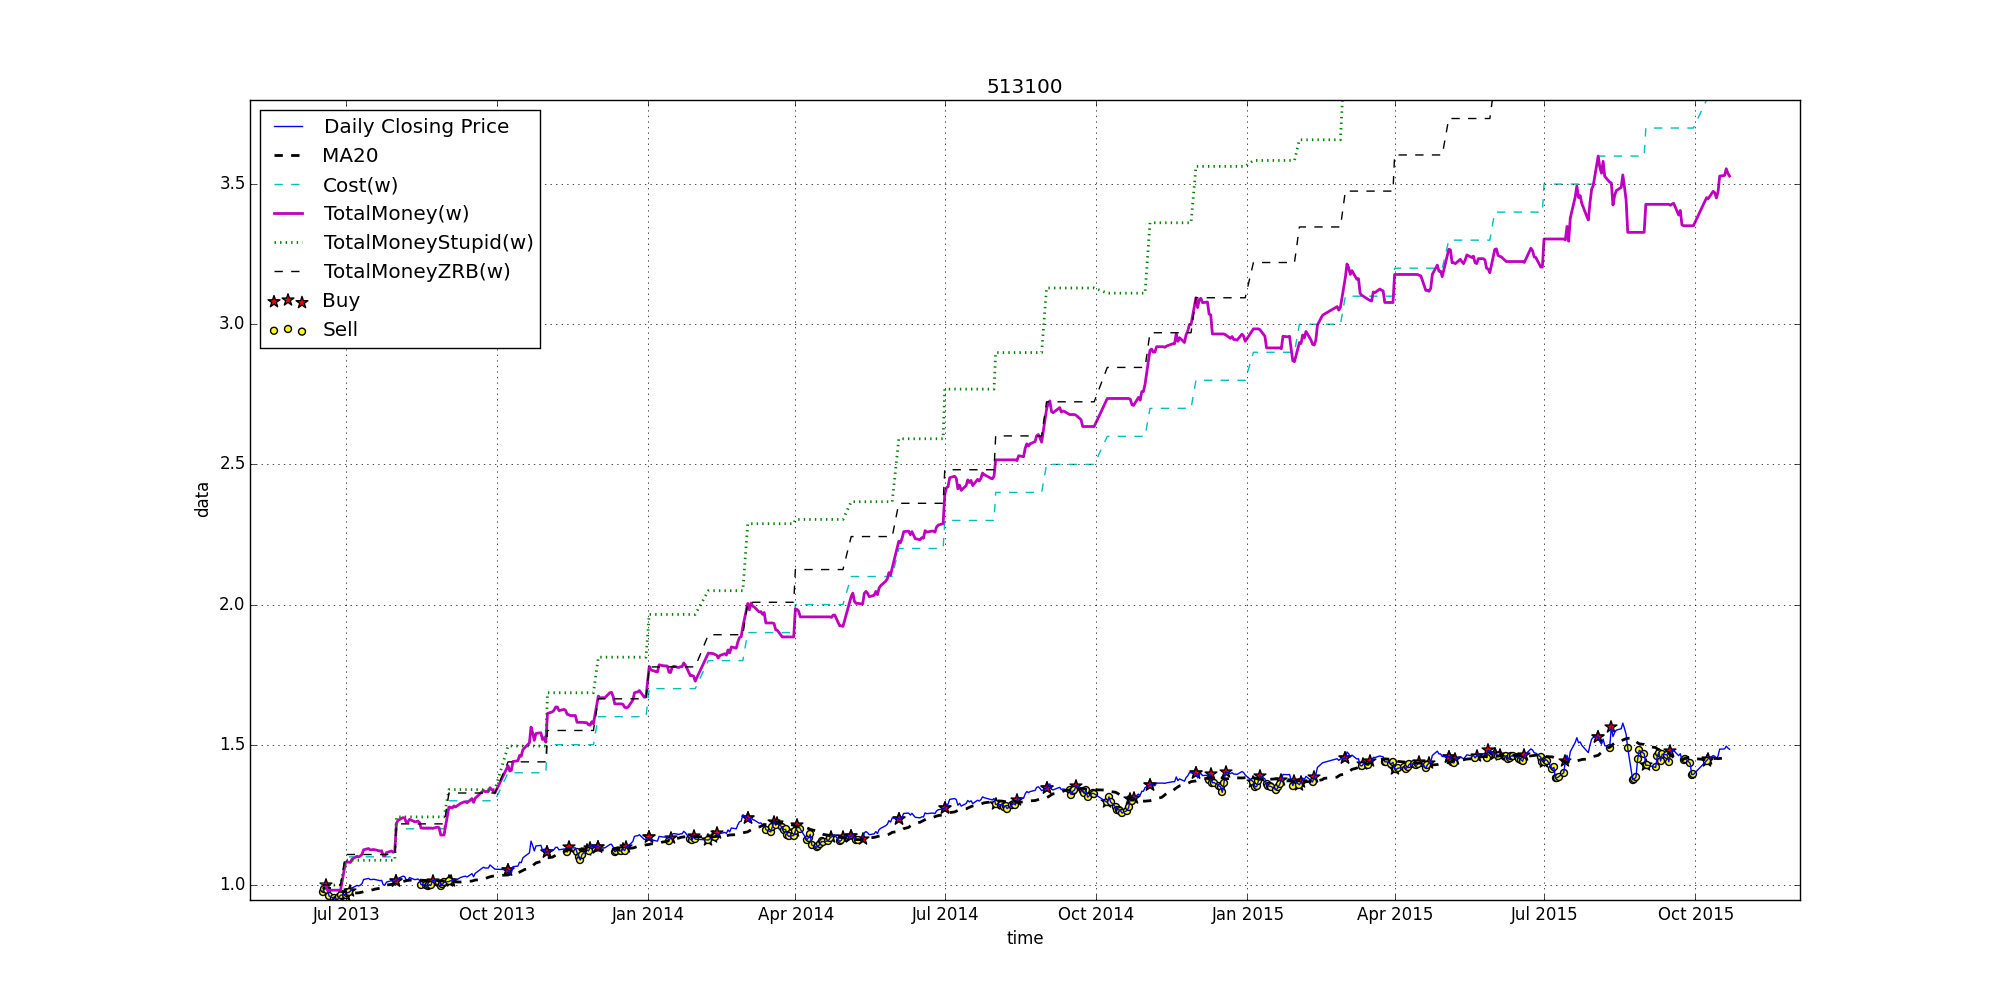 513100
Daily Closing Price
MA20
Cost(w)
TotalMoney(w)
TotalMoneyStupid(w)
TotalMoneyZRB(w)
Buy
Sell
data
3.5
3.0
2.5
2.0
1.5
1.0
Jul 2013 Oct 2013 Jan 2014 Apr 2014 Jul 2014 Oct 2014 Jan 2015 Apr 2015 Jul 2015 Oct 2015
time